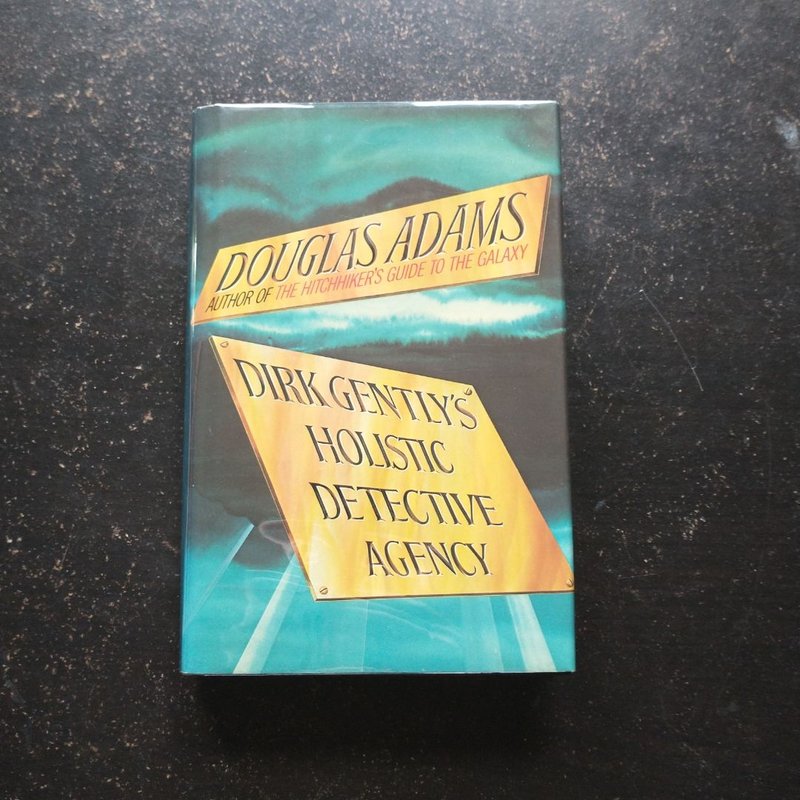 DOUGLAS ADAMS
AUTHOR OF THE HITCHHIKER'S GUIDE TO THE GALAXY
DIRK GENTLY'S
HOLISTIC
DETECTIVE
AGENCY